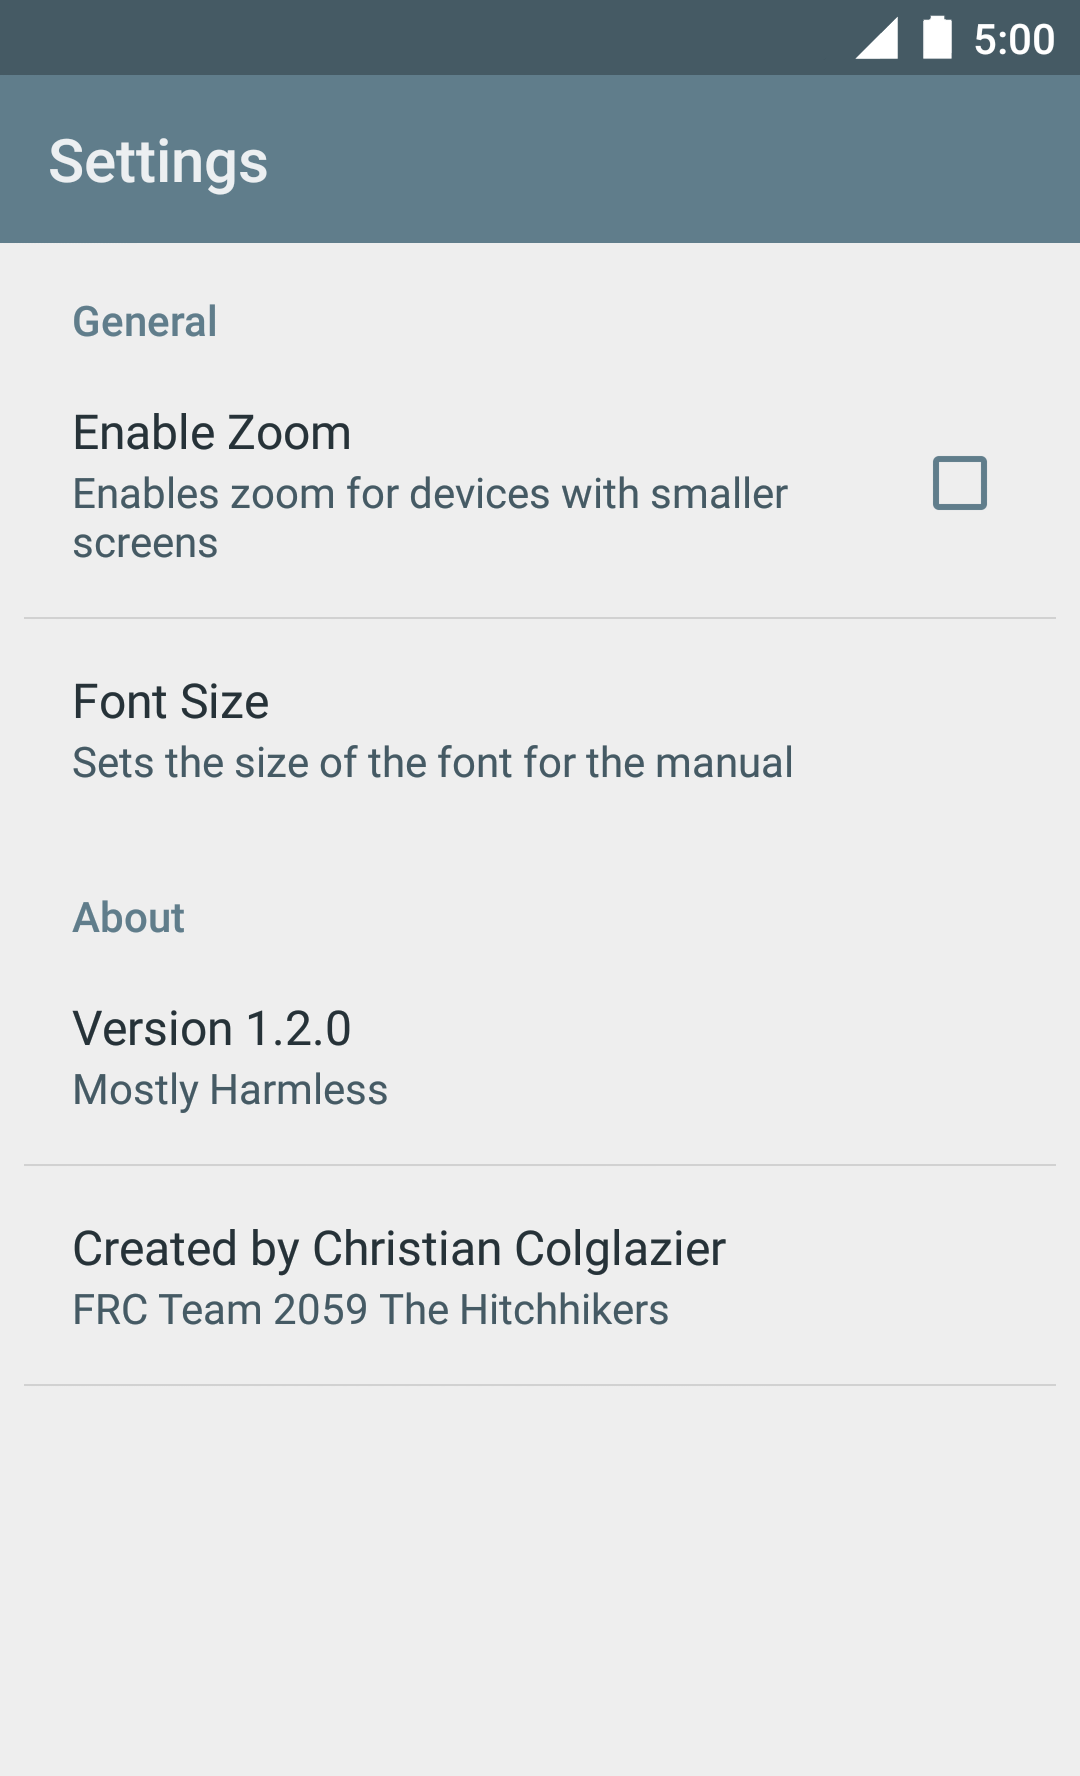 5:00
Settings
General
Enable Zoom
Enables zoom for devices with smaller
screens
Font Size
Sets the size of the font for the manual
About
Version 1.2.0
Mostly Harmless
Created by Christian Colglazier
FRC Team 2059 The Hitchhikers